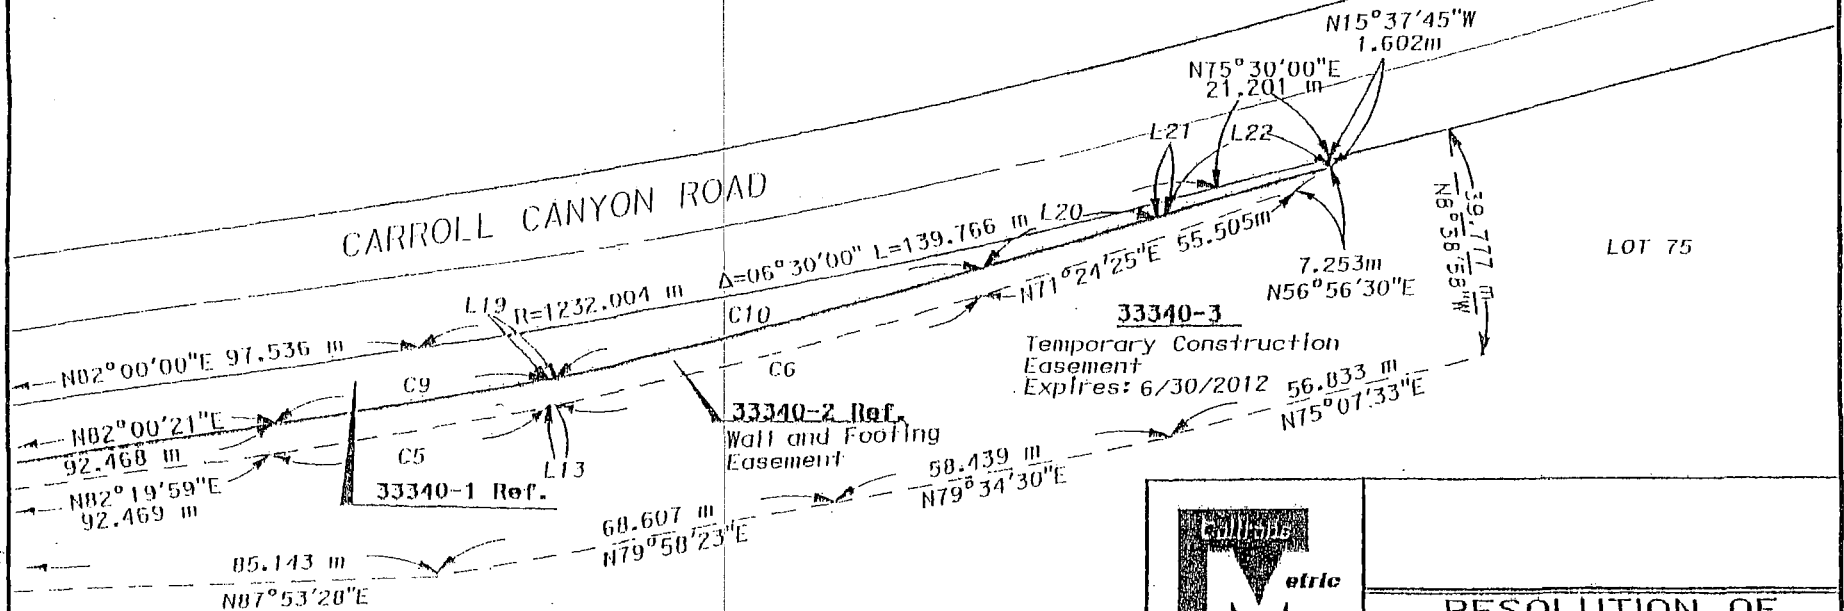 N15°37'45"W
1.602m
N75°30'00"E
21.201 m
L21
L22
CARROLL CANYON ROAD
Δ=06°30'00" L=139.766 m
L20
N71°24'25"E 55.505m
7.253m
N56°56'30"E
39.777 m
N8°38'58"W
LOT 75
L19
R=1232.004 m
C10
33340-3
Temporary Construction
Easement
Expires: 6/30/2012
N82°00'00"E 97.536 m
C9
C6
56.833 m
N75°07'33"E
N82°00'21"E
92.468 m
33340-2 Ref.
Wall and Footing
Easement
C5
L13
58.439 m
N79°34'30"E
N82°19'59"E
92.469 m
33340-1 Ref.
68.607 m
N79°58'23"E
85.143 m
N87°53'28"E
Caltrans
etric
RESOLUTION OF